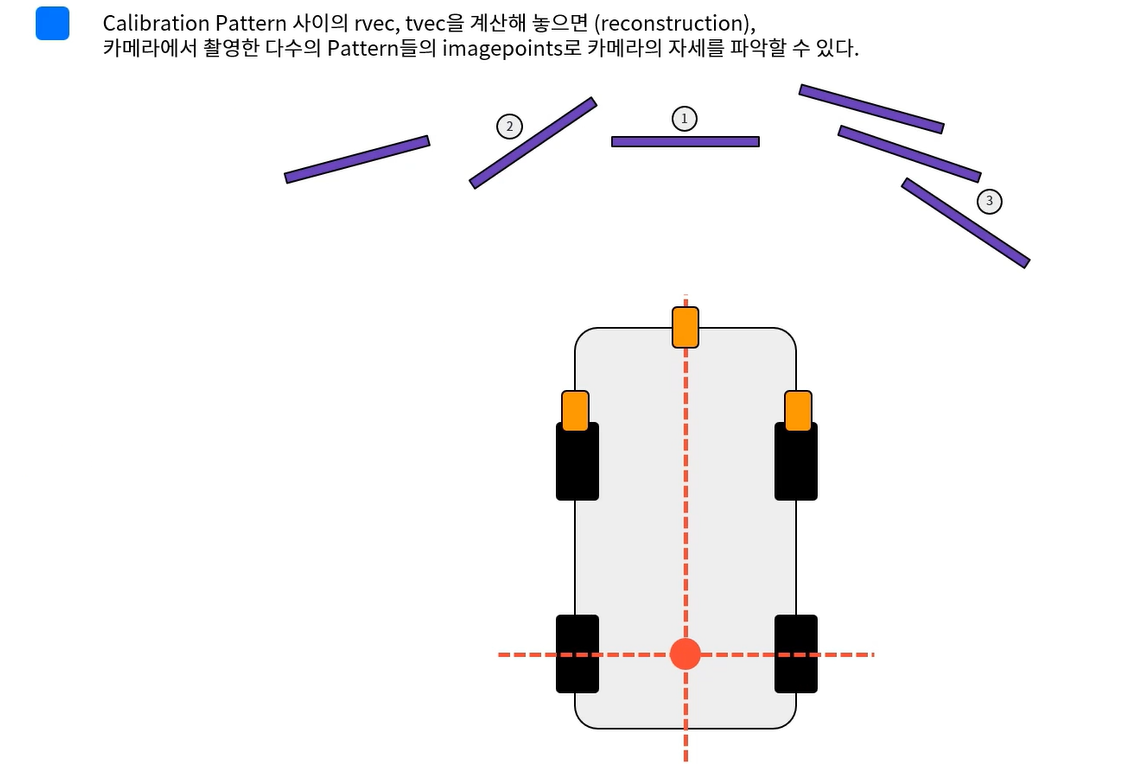 Calibration Pattern 사이의 rvec, tvec을 계산해 놓으면 (reconstruction),
카메라에서 촬영한 다수의 Pattern들의 imagepoints로 카메라의 자세를 파악할 수 있다.
1
2
3